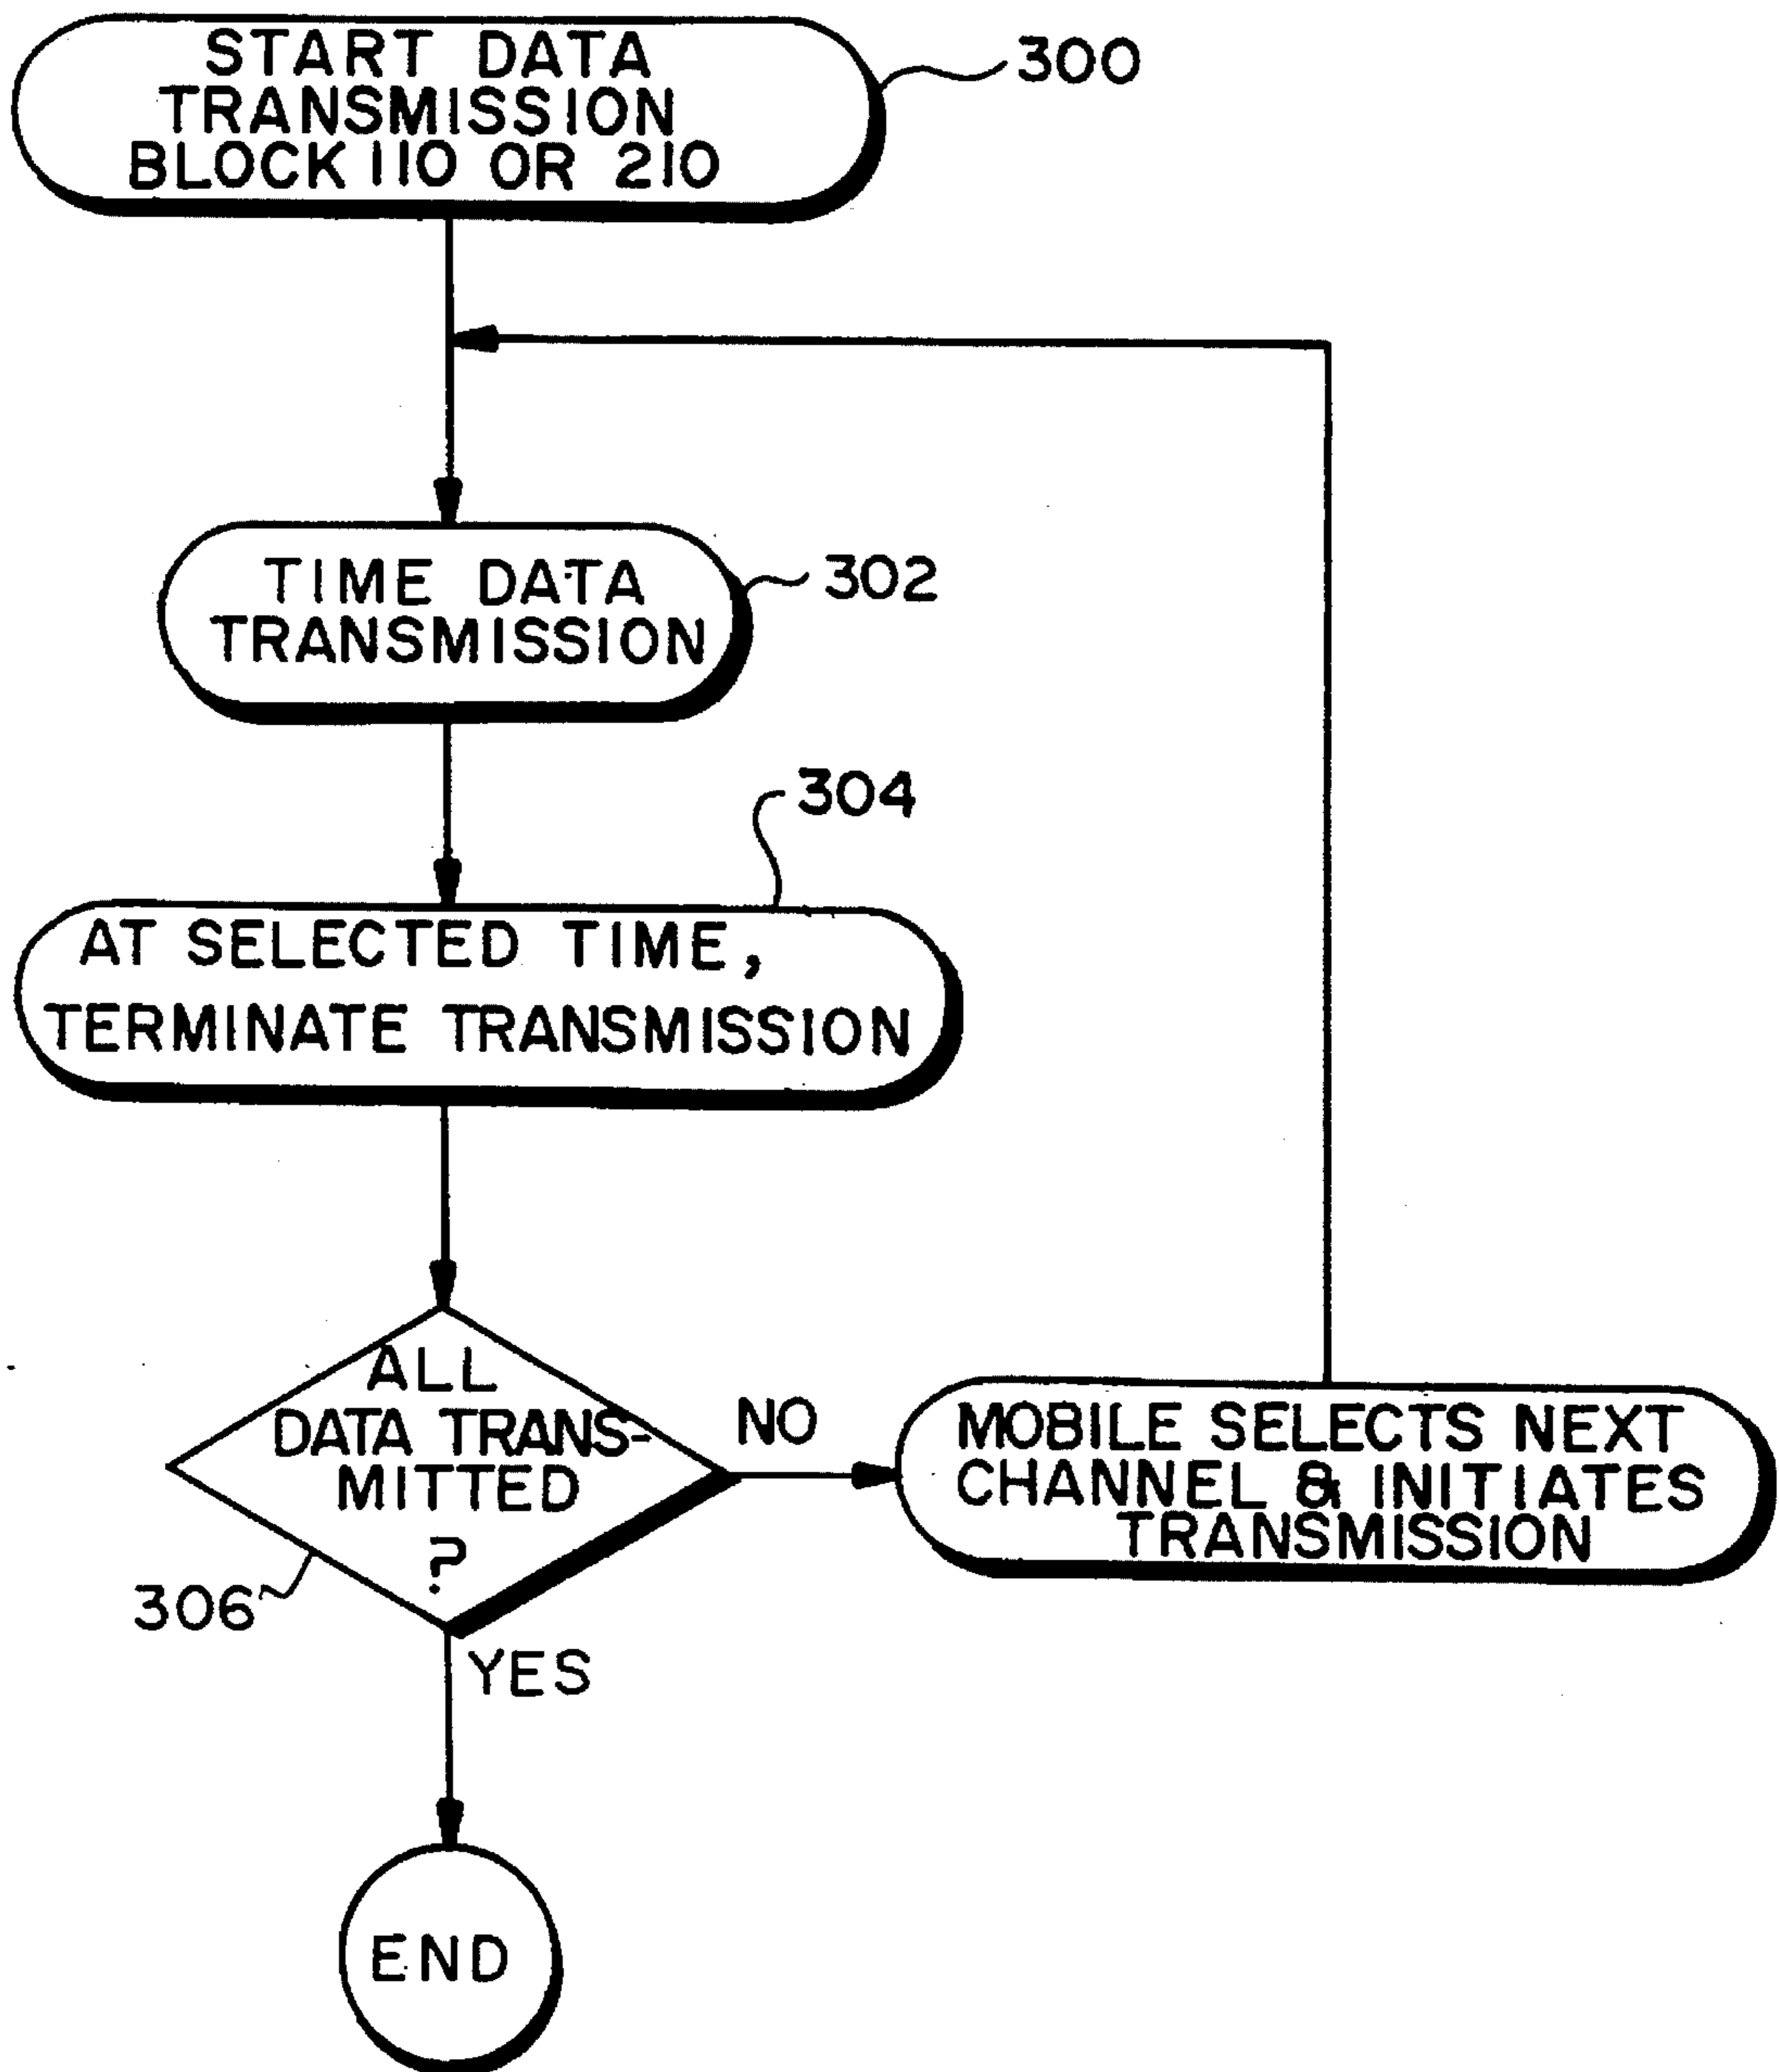 START DATA
TRANSMISSION
BLOCK 110 OR 210
300
TIME DATA
TRANSMISSION
302
304
AT SELECTED TIME,
TERMINATE TRANSMISSION
ALL
DATA TRANS-
MITTED
?
NO
MOBILE SELECTS NEXT
CHANNEL & INITIATES
TRANSMISSION
306
YES
END